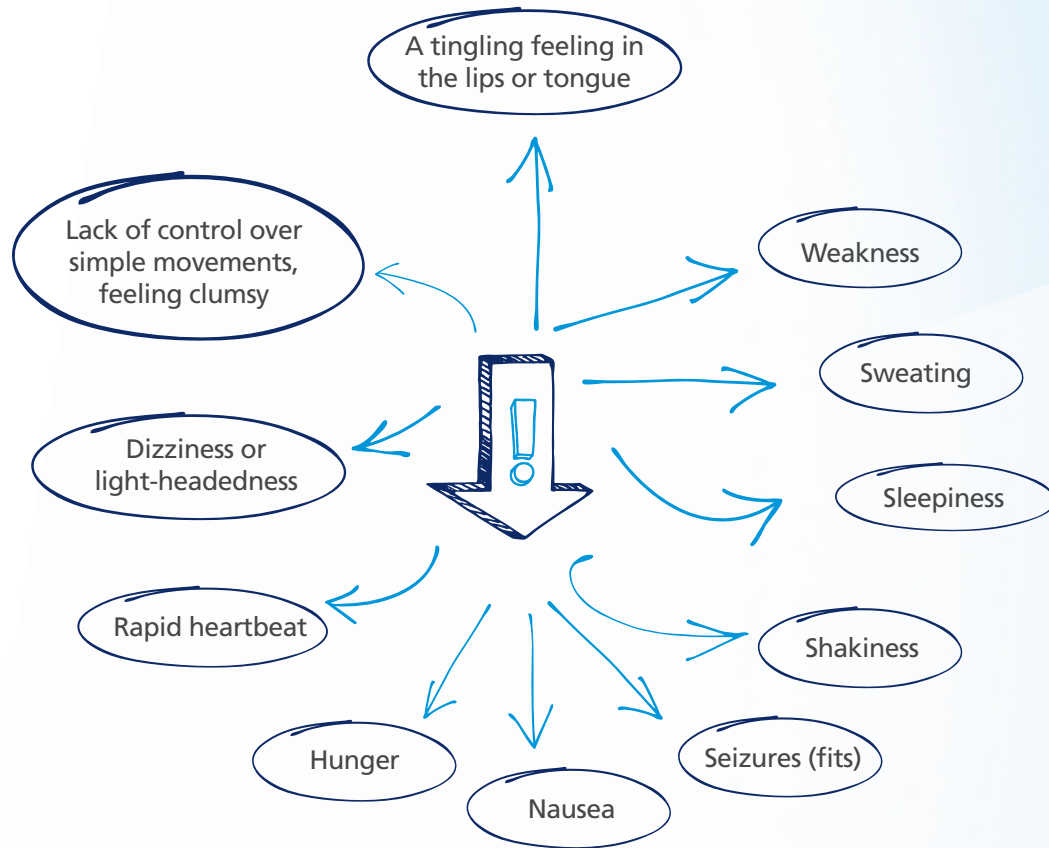 A tingling feeling in
the lips or tongue
Weakness
Lack of control over
simple movements,
feeling clumsy
Sweating
Dizziness or
light-headedness
Sleepiness
Rapid heartbeat
Shakiness
Hunger
Seizures (fits)
Nausea